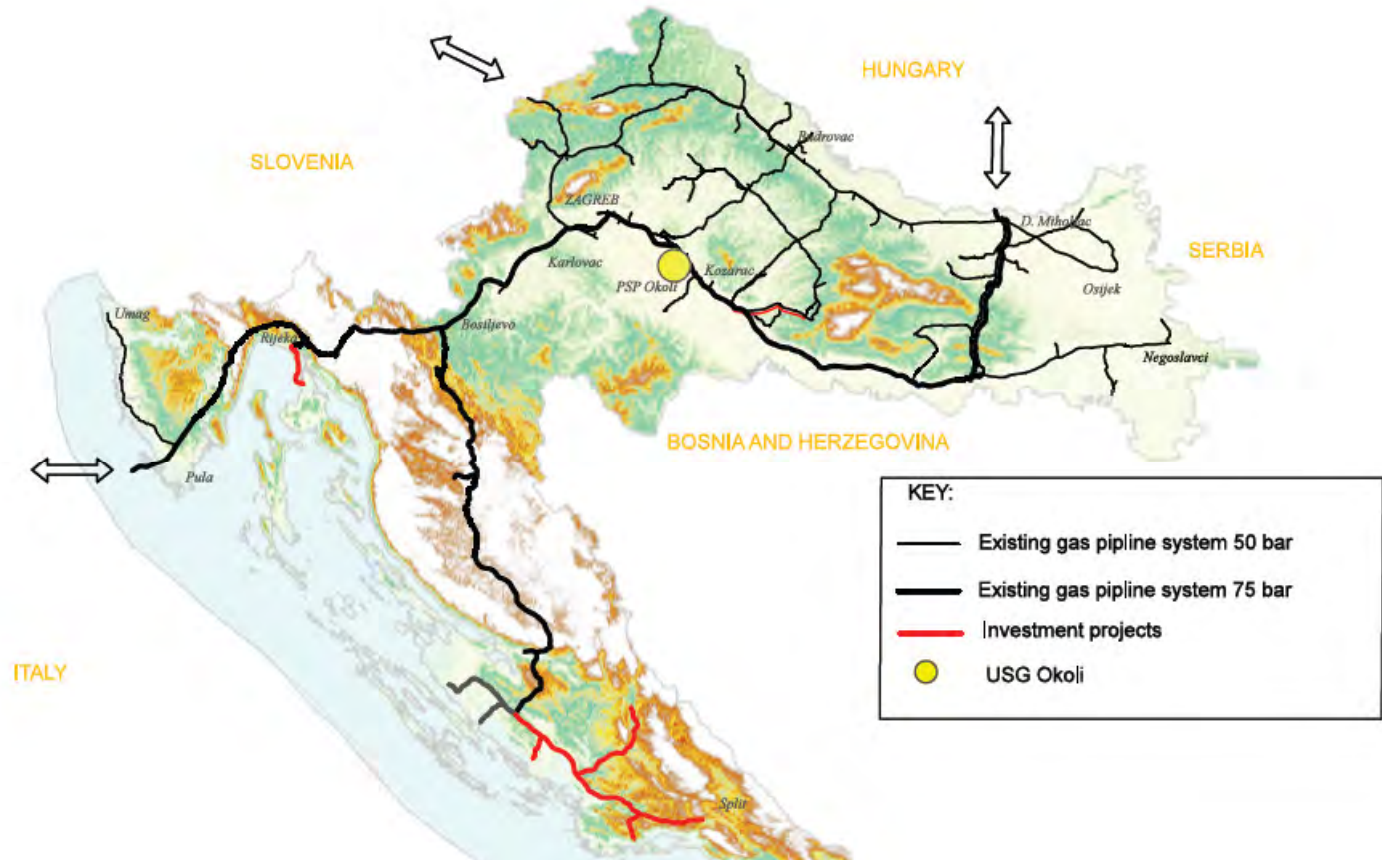 HUNGARY
SLOVENIA
Budrovac
ZAGREB
D. Miholjac
SERBIA
Karlovac
Kozarac
PSP Okoli
Osijek
Umag
Rijeka
Bosiljevo
Negoslavci
BOSNIA AND HERZEGOVINA
Pula
ITALY
Split
KEY:
Existing gas pipline system 50 bar
Existing gas pipline system 75 bar
Investment projects
USG Okoli